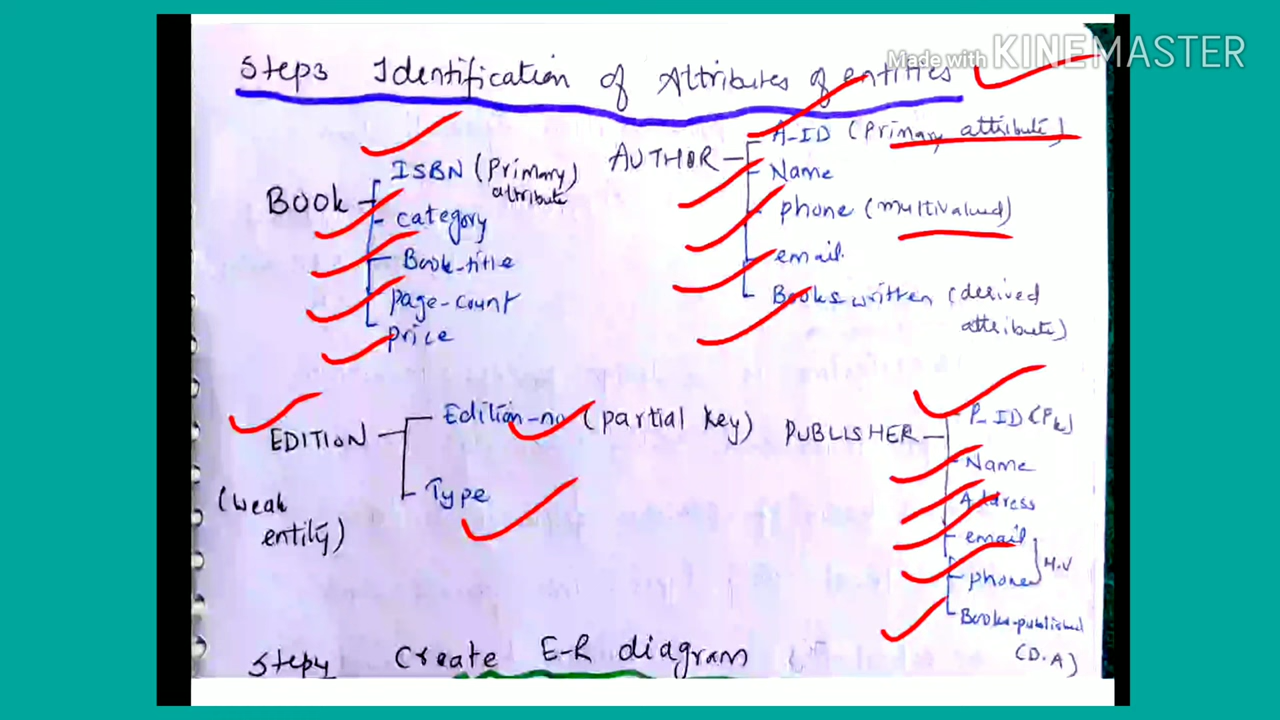 Made with KINEMASTER
Step3 Identification of Attributes of entities
BOOK
ISBN (Primary
attribute)
category
Book-title
page-count
price
AUTHOR
A-ID (Primary attribute)
Name
phone (multivalued)
email
Books written (derived
attribute)
EDITION
(weak
entity)
Edition-no (partial key)
Type
PUBLISHER
P_ID (Pk)
Name
Address
email
phone
M.V
Books-published
(D.A)
Step4 Create E-R diagram